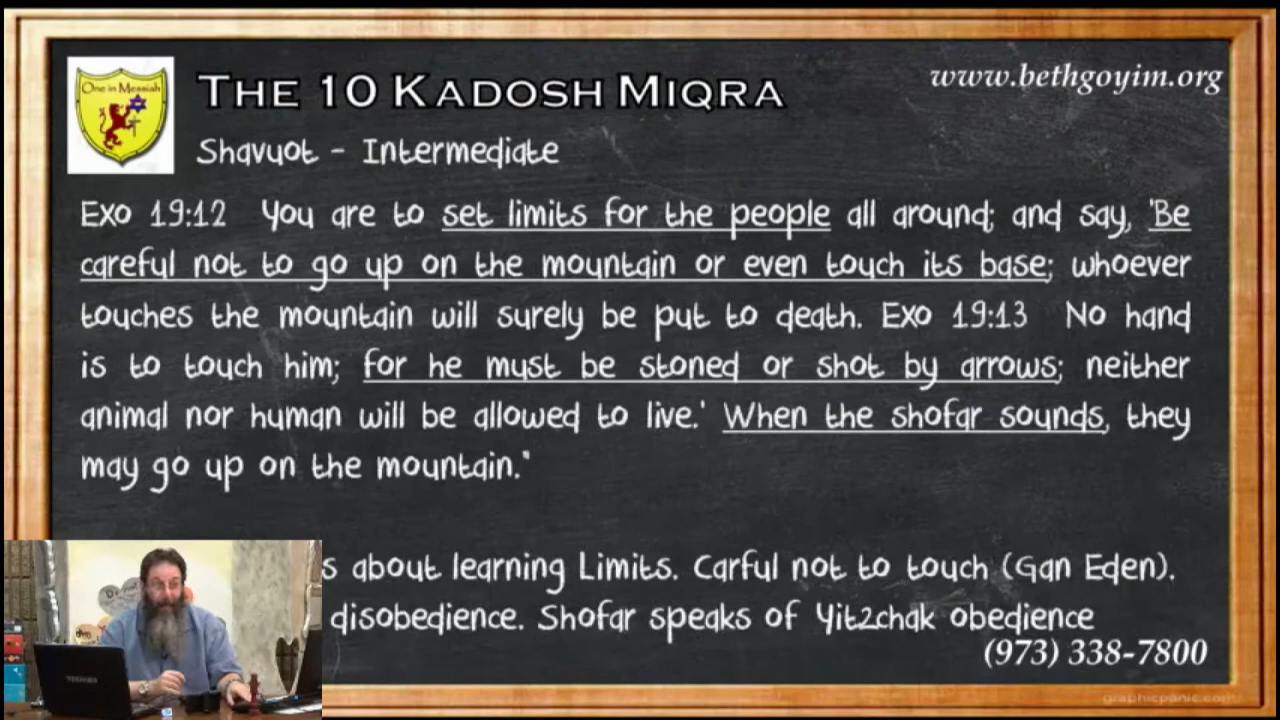 One in Messiah
THE 10 KADOSH MIQRA
www.bethgoyim.org
Shavuot - Intermediate
Exo 19:12 You are to set limits for the people all around; and say, 'Be
careful not to go up on the mountain or even touch its base; whoever
touches the mountain will surely be put to death. Exo 19:13 No hand
is to touch him; for he must be stoned or shot by arrows; neither
animal nor human will be allowed to live.' When the shofar sounds, they
may go up on the mountain."
s about learning Limits. Carful not to touch (Gan Eden).
disobedience. Shofar speaks of Yitzchak obedience
(973) 338-7800
TOSHIBA
graphicpanic.com